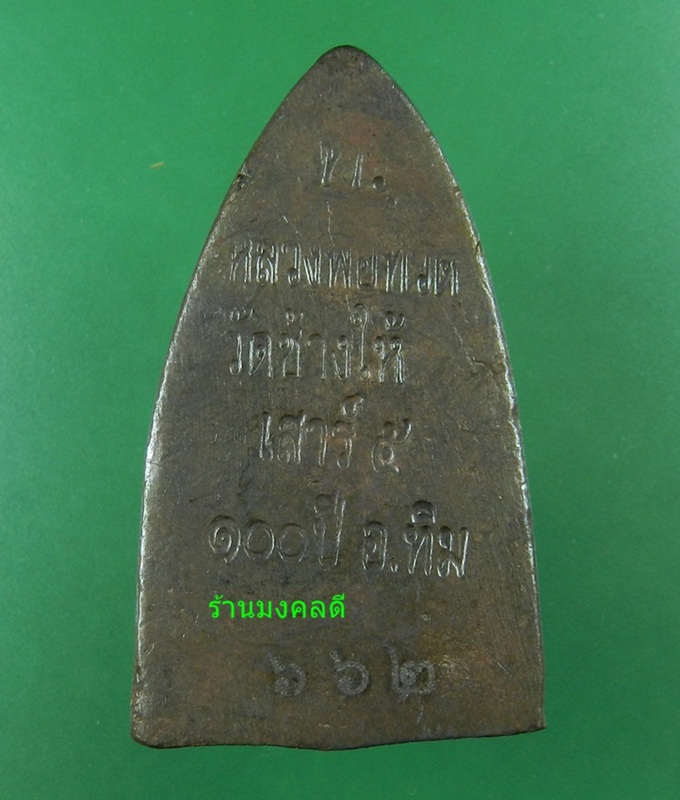 หลวงพ่อทวด
วัดช้างให้
เสาร์ ๕
๑๐๐ปี อ.ทิม
ร้านมงคลดี
๖๖๒